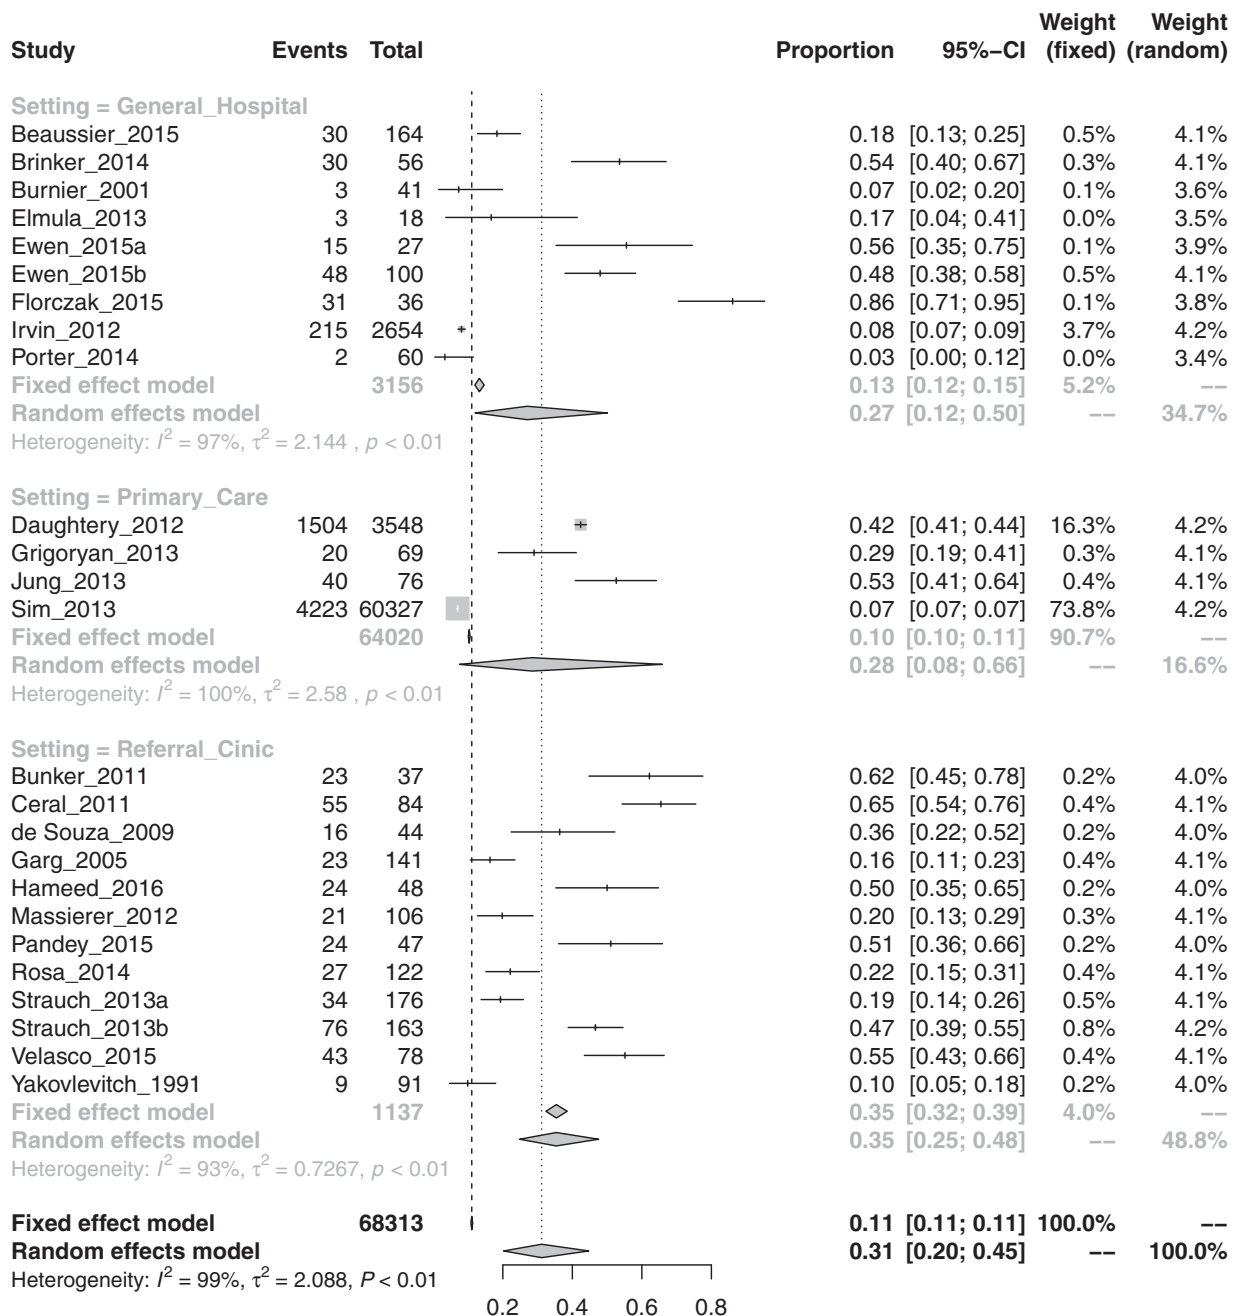 Weight Weight
Study Events Total Proportion 95%−CI (fixed) (random)
Setting = General_Hospital
Beaussier_2015 30 164 0.18 [0.13; 0.25] 0.5% 4.1%
Brinker_2014 30 56 0.54 [0.40; 0.67] 0.3% 4.1%
Burnier_2001 3 41 0.07 [0.02; 0.20] 0.1% 3.6%
Elmula_2013 3 18 0.17 [0.04; 0.41] 0.0% 3.5%
Ewen_2015a 15 27 0.56 [0.35; 0.75] 0.1% 3.9%
Ewen_2015b 48 100 0.48 [0.38; 0.58] 0.5% 4.1%
Florczak_2015 31 36 0.86 [0.71; 0.95] 0.1% 3.8%
Irvin_2012 215 2654 0.08 [0.07; 0.09] 3.7% 4.2%
Porter_2014 2 60 0.03 [0.00; 0.12] 0.0% 3.4%
Fixed effect model 3156 0.13 [0.12; 0.15] 5.2% −−
Random effects model 0.27 [0.12; 0.50] −− 34.7%
Heterogeneity: I² = 97%, τ² = 2.144 , p < 0.01
Setting = Primary_Care
Daughtery_2012 1504 3548 0.42 [0.41; 0.44] 16.3% 4.2%
Grigoryan_2013 20 69 0.29 [0.19; 0.41] 0.3% 4.1%
Jung_2013 40 76 0.53 [0.41; 0.64] 0.4% 4.1%
Sim_2013 4223 60327 0.07 [0.07; 0.07] 73.8% 4.2%
Fixed effect model 64020 0.10 [0.10; 0.11] 90.7% −−
Random effects model 0.28 [0.08; 0.66] −− 16.6%
Heterogeneity: I² = 100%, τ² = 2.58 , p < 0.01
Setting = Referral_Clinic
Bunker_2011 23 37 0.62 [0.45; 0.78] 0.2% 4.0%
Ceral_2011 55 84 0.65 [0.54; 0.76] 0.4% 4.1%
de Souza_2009 16 44 0.36 [0.22; 0.52] 0.2% 4.0%
Garg_2005 23 141 0.16 [0.11; 0.23] 0.4% 4.1%
Hameed_2016 24 48 0.50 [0.35; 0.65] 0.2% 4.0%
Massierer_2012 21 106 0.20 [0.13; 0.29] 0.3% 4.1%
Pandey_2015 24 47 0.51 [0.36; 0.66] 0.2% 4.0%
Rosa_2014 27 122 0.22 [0.15; 0.31] 0.4% 4.1%
Strauch_2013a 34 176 0.19 [0.14; 0.26] 0.5% 4.1%
Strauch_2013b 76 163 0.47 [0.39; 0.55] 0.8% 4.2%
Velasco_2015 43 78 0.55 [0.43; 0.66] 0.4% 4.1%
Yakovlevitch_1991 9 91 0.10 [0.05; 0.18] 0.2% 4.0%
Fixed effect model 1137 0.35 [0.32; 0.39] 4.0% −−
Random effects model 0.35 [0.25; 0.48] −− 48.8%
Heterogeneity: I² = 93%, τ² = 0.7267, p < 0.01
Fixed effect model 68313 0.11 [0.11; 0.11] 100.0% −−
Random effects model 0.31 [0.20; 0.45] −− 100.0%
Heterogeneity: I² = 99%, τ² = 2.088, P < 0.01
0.2 0.4 0.6 0.8